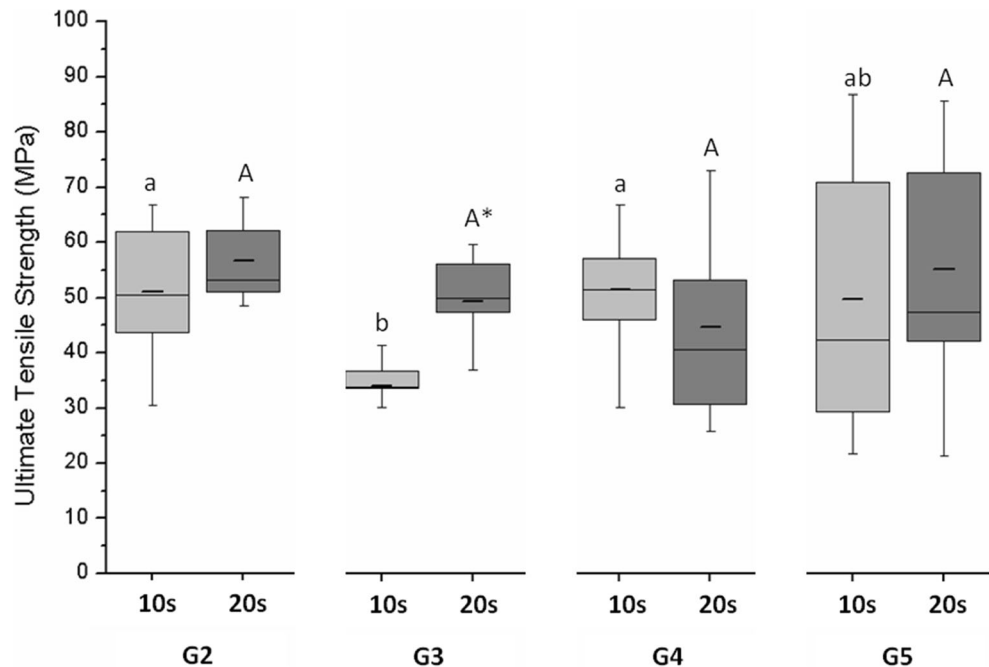 Ultimate Tensile Strength (MPa)
100
90
80
70
60
50
40
30
20
10
0
a
A
b
A*
a
A
ab
A
10s 20s 10s 20s 10s 20s 10s 20s
G2 G3 G4 G5